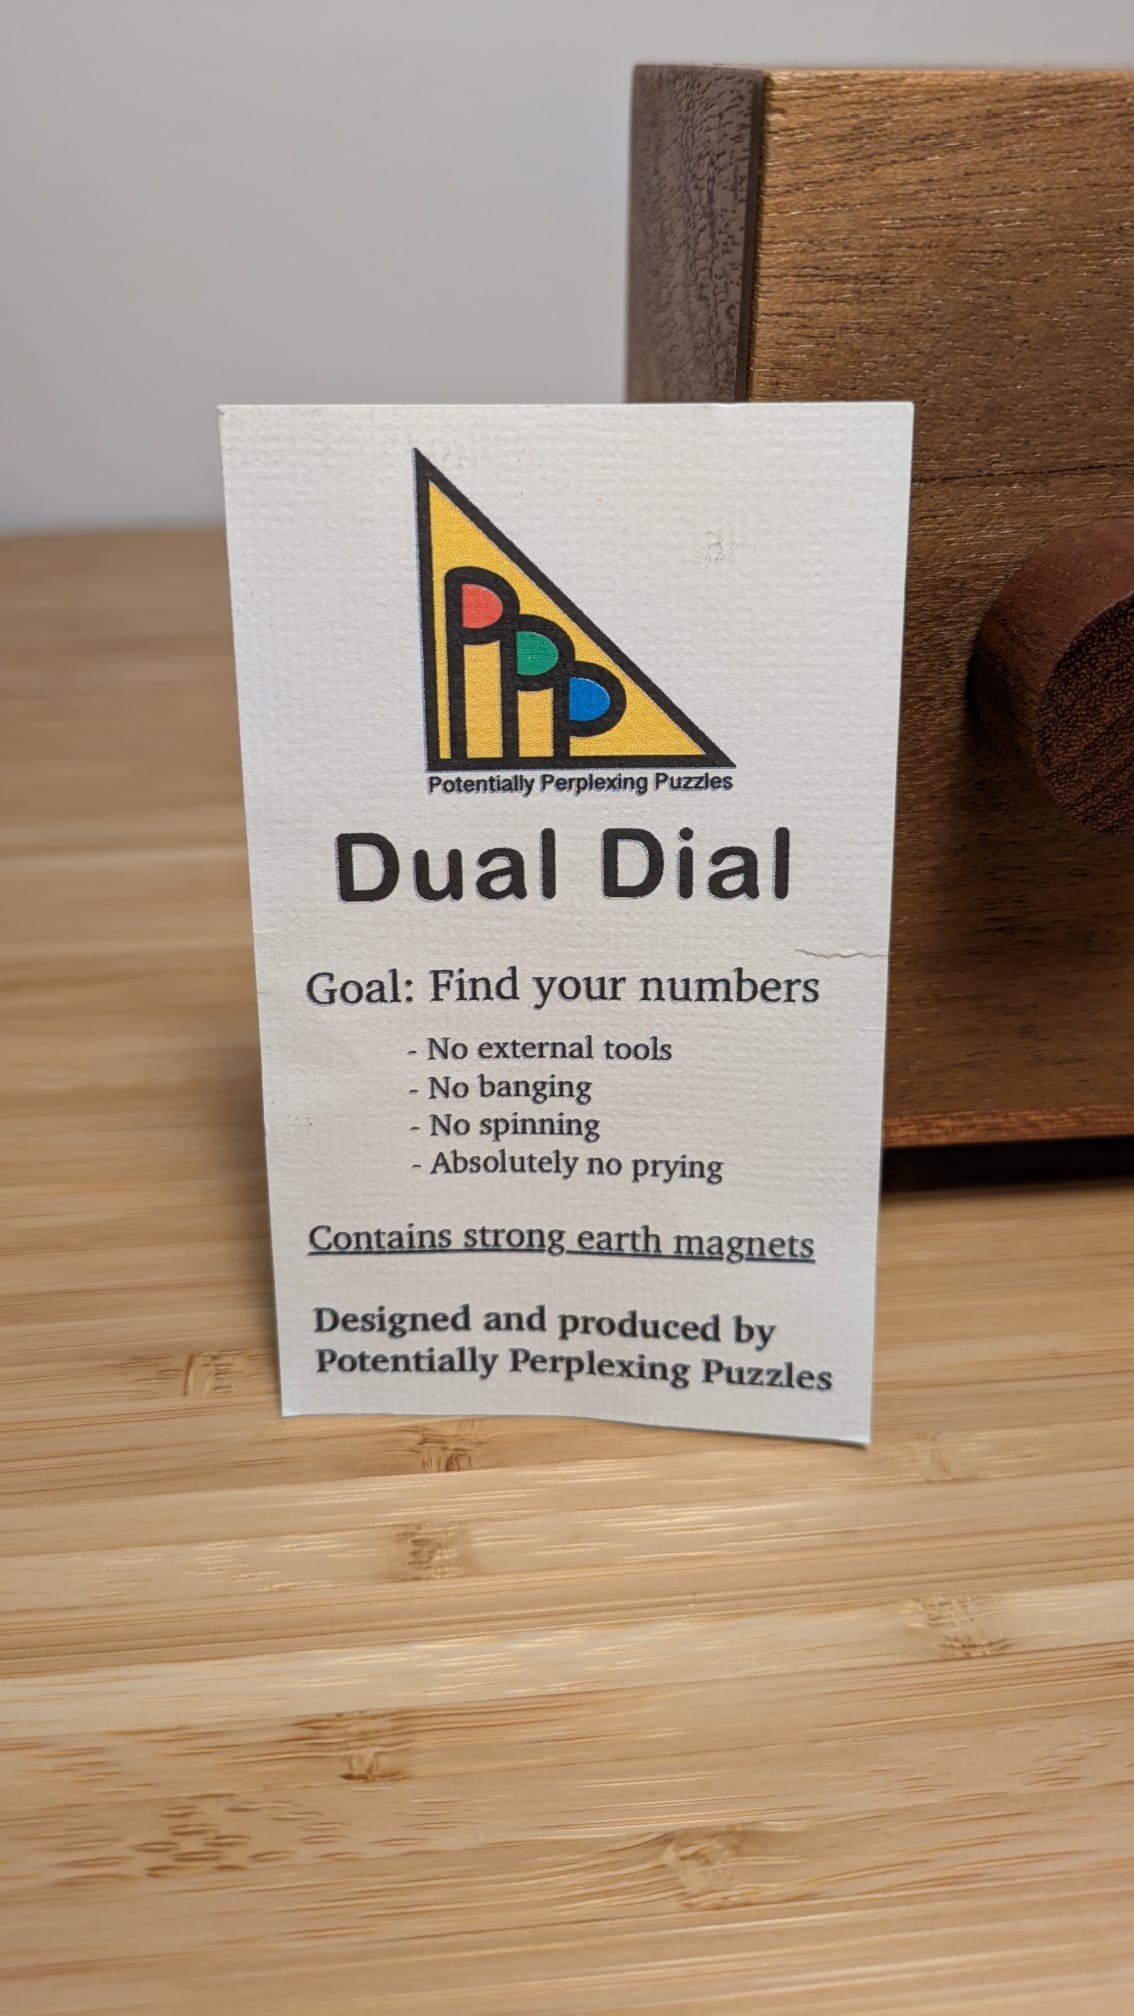 PPP
Potentially Perplexing Puzzles
Dual Dial
Goal: Find your numbers
- No external tools
- No banging
- No spinning
- Absolutely no prying
Contains strong earth magnets
Designed and produced by
Potentially Perplexing Puzzles